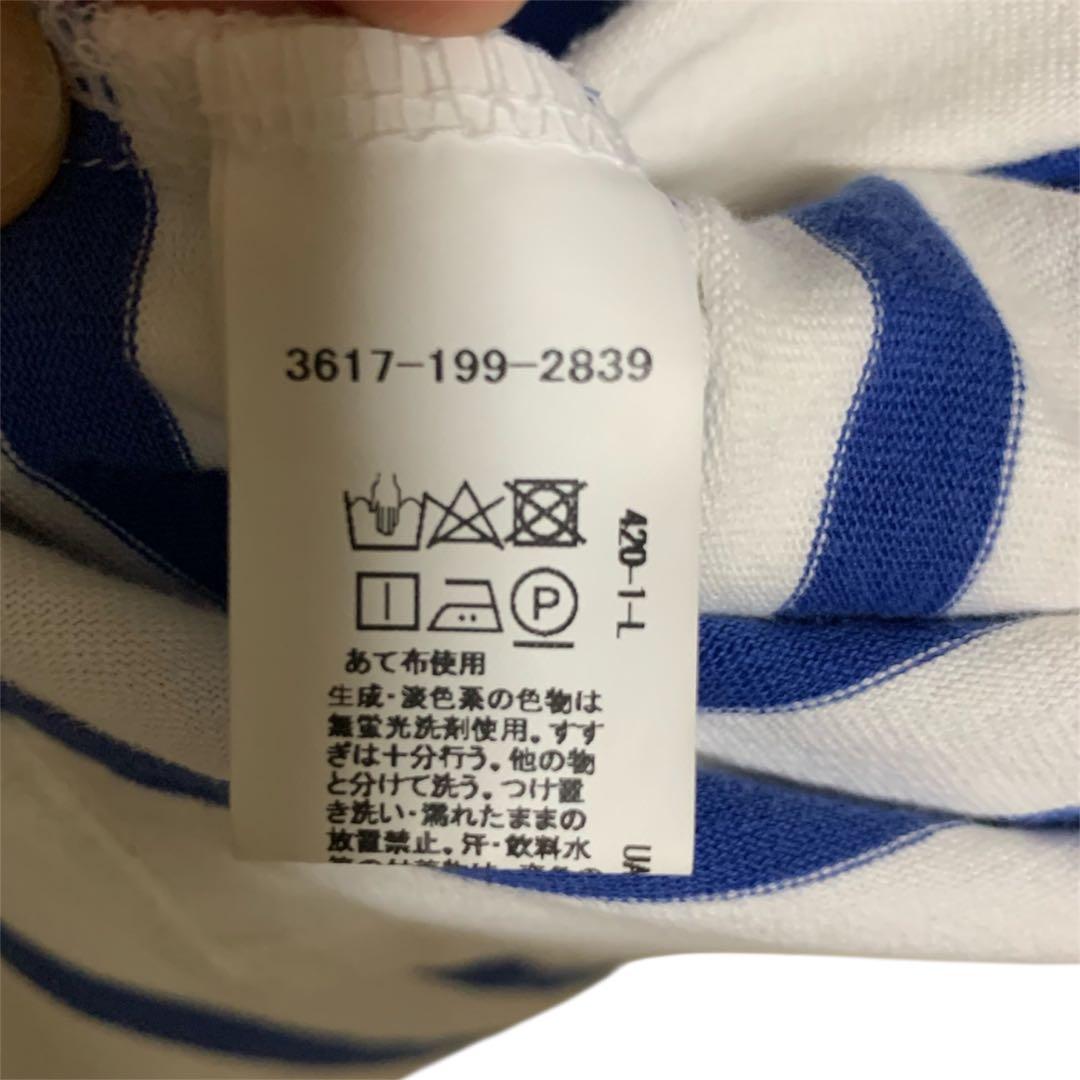 3617-199-2839
P
420-1-L
あて布使用
生成・淡色系の色物は
無蛍光洗剤使用。すす
ぎは十分行う。他の物
と分けて洗う。つけ置
き洗い・濡れたままの
放置禁止。汗・飲料水
UA